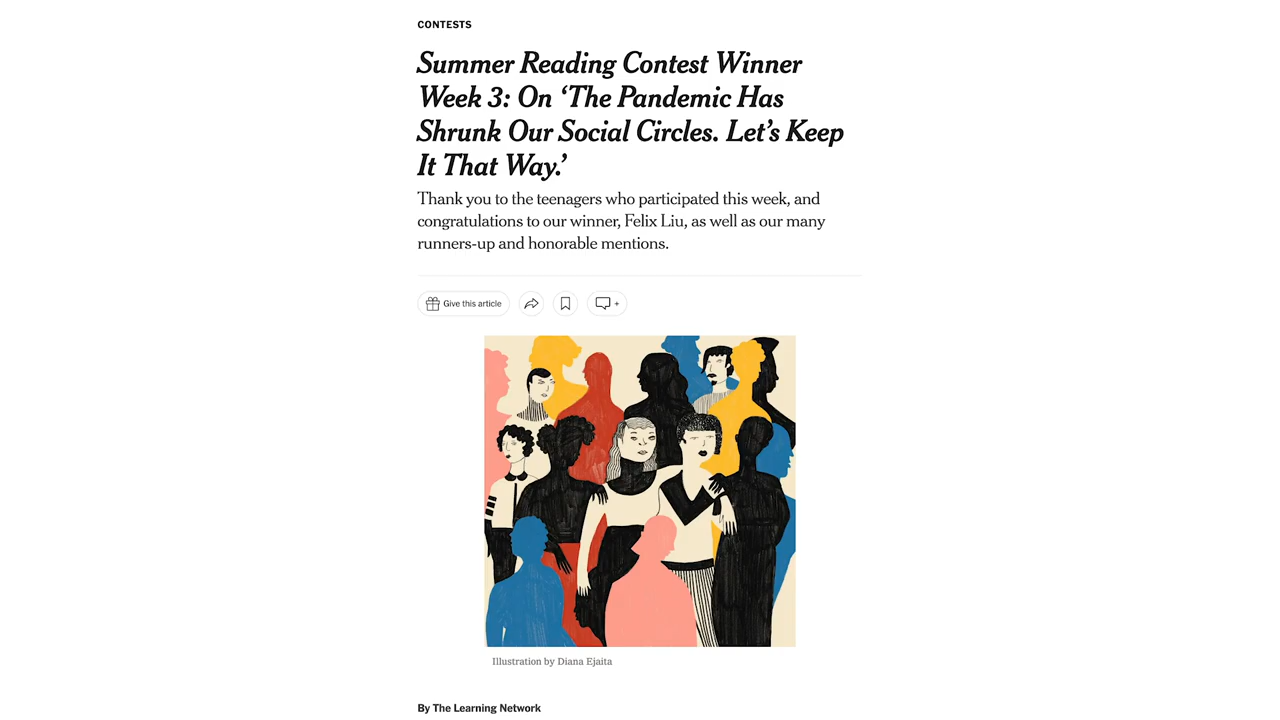 CONTESTS
Summer Reading Contest Winner
Week 3: On ‘The Pandemic Has
Shrunk Our Social Circles. Let’s Keep
It That Way.’
Thank you to the teenagers who participated this week, and
congratulations to our winner, Felix Liu, as well as our many
runners-up and honorable mentions.
Give this article
+
Illustration by Diana Ejaita
By The Learning Network